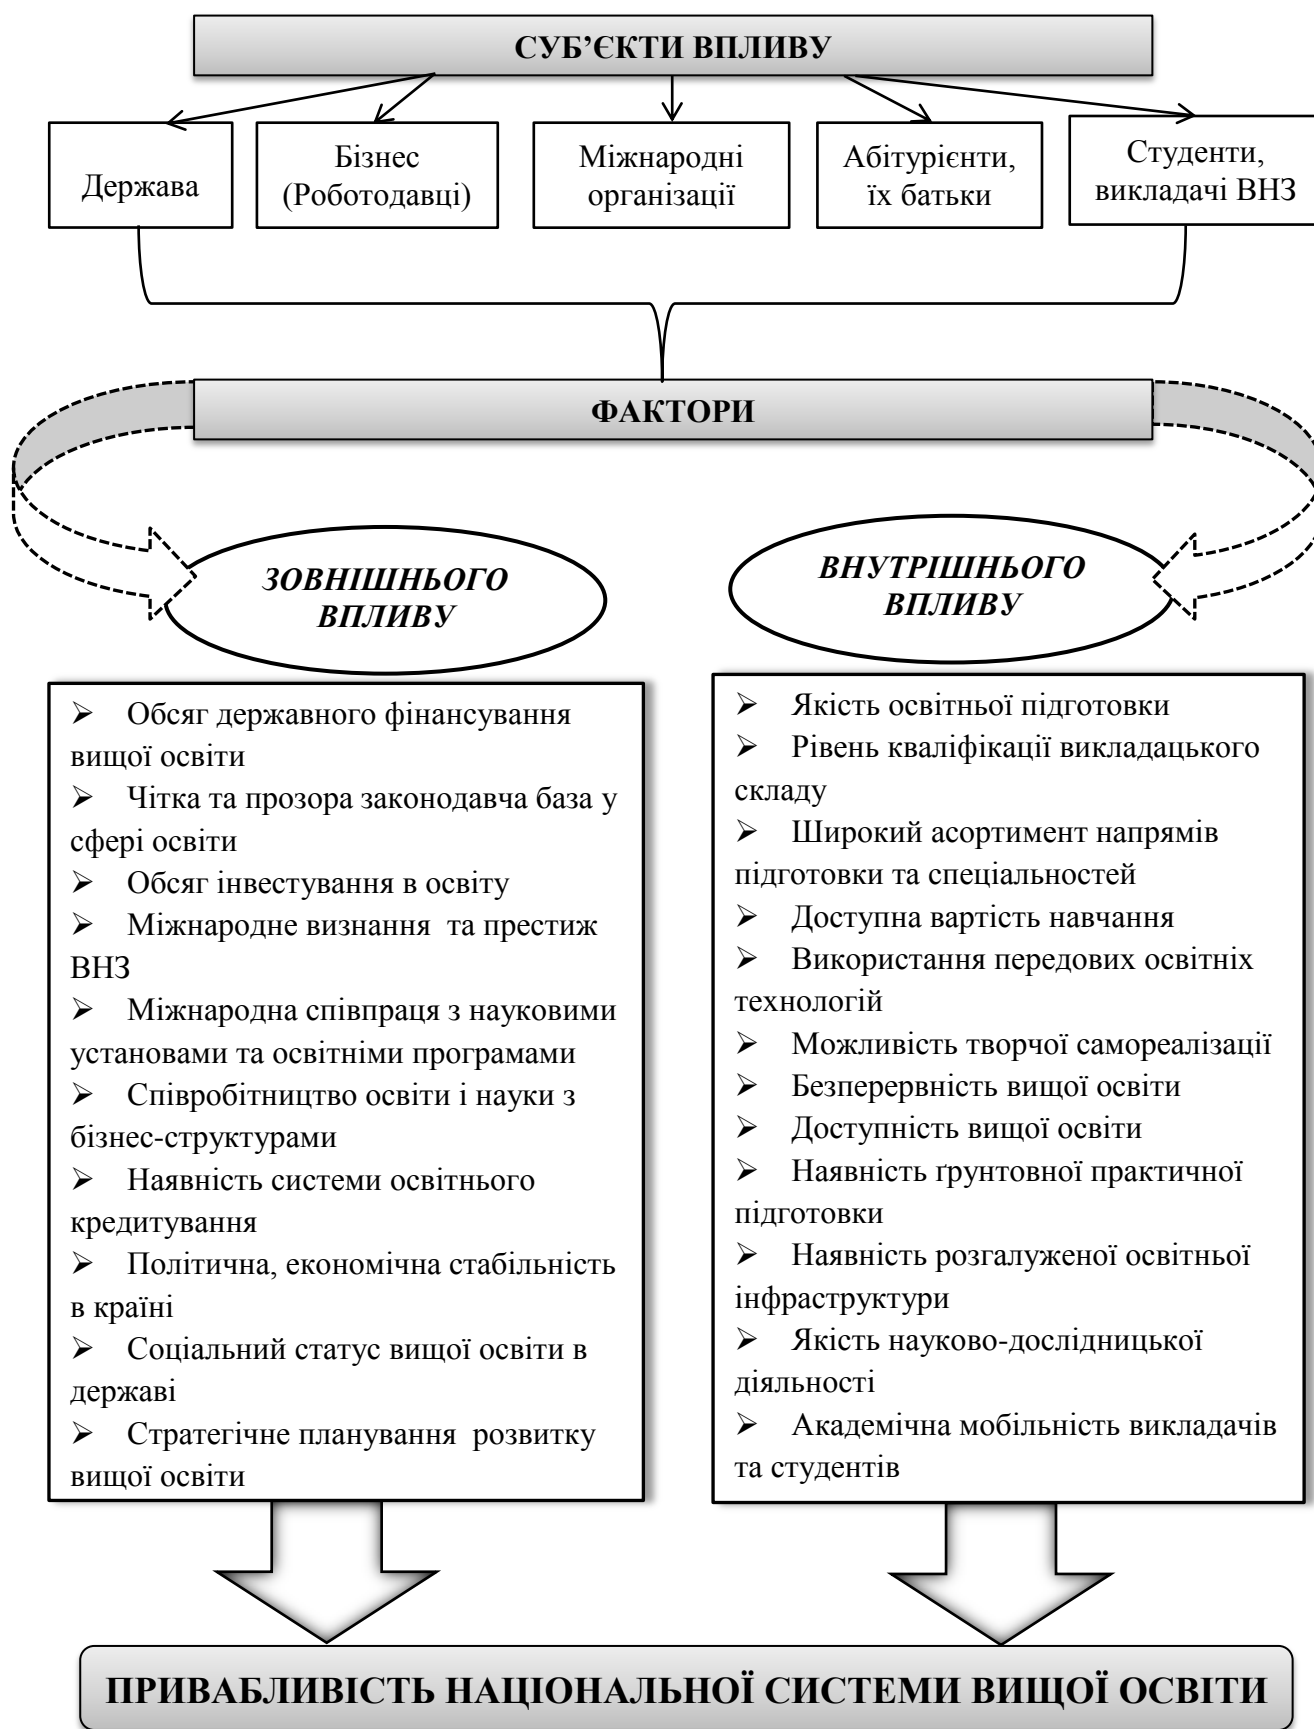 СУБ’ЄКТИ ВПЛИВУ
Держава
Бізнес
(Роботодавці)
Міжнародні
організації
Абітурієнти,
їх батьки
Студенти,
викладачі ВНЗ
ФАКТОРИ
ЗОВНІШНЬОГО
ВПЛИВУ
ВНУТРІШНЬОГО
ВПЛИВУ
➢ Обсяг державного фінансування
вищої освіти
➢ Чітка та прозора законодавча база у
сфері освіти
➢ Обсяг інвестування в освіту
➢ Міжнародне визнання та престиж
ВНЗ
➢ Міжнародна співпраця з науковими
установами та освітніми програмами
➢ Співробітництво освіти і науки з
бізнес-структурами
➢ Наявність системи освітнього
кредитування
➢ Політична, економічна стабільність
в країні
➢ Соціальний статус вищої освіти в
державі
➢ Стратегічне планування розвитку
вищої освіти
➢ Якість освітньої підготовки
➢ Рівень кваліфікації викладацького
складу
➢ Широкий асортимент напрямів
підготовки та спеціальностей
➢ Доступна вартість навчання
➢ Використання передових освітніх
технологій
➢ Можливість творчої самореалізації
➢ Безперервність вищої освіти
➢ Доступність вищої освіти
➢ Наявність ґрунтовної практичної
підготовки
➢ Наявність розгалуженої освітньої
інфраструктури
➢ Якість науково-дослідницької
діяльності
➢ Академічна мобільність викладачів
та студентів
ПРИВАБЛИВІСТЬ НАЦІОНАЛЬНОЇ СИСТЕМИ ВИЩОЇ ОСВІТИ